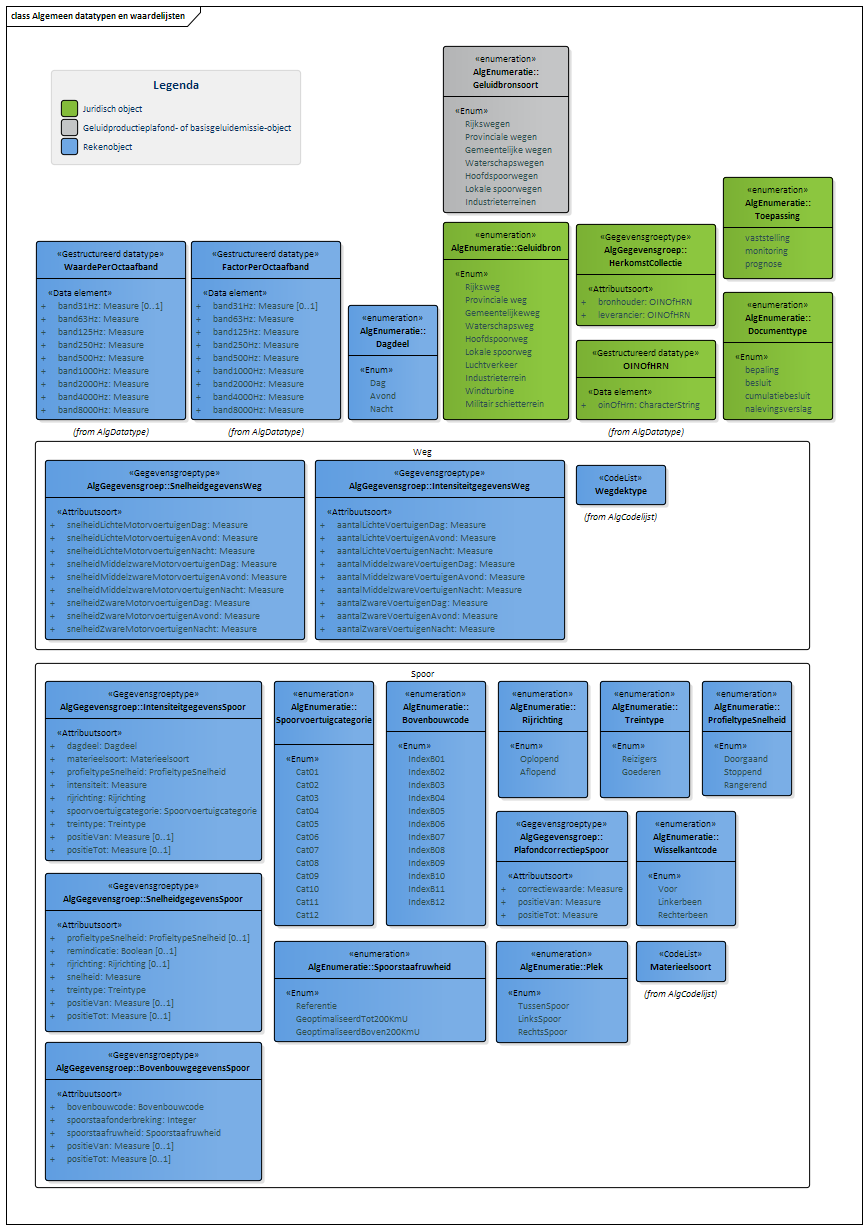 class Algemeen datatypen en waardelijsten
Legenda
Juridisch object
Geluidproductieplafond- of basisgeluidemissie-object
Rekenobject
«enumeration»
AlgEnumeratie::
Geluidbronsoort
«Enum»
Rijkswegen
Provinciale wegen
Gemeentelijke wegen
Waterschapswegen
Hoofdspoorwegen
Lokale spoorwegen
Industrieterreinen
«Gestructureerd datatype»
WaardePerOctaafband
«Data element»
+ band31Hz: Measure [0..1]
+ band63Hz: Measure
+ band125Hz: Measure
+ band250Hz: Measure
+ band500Hz: Measure
+ band1000Hz: Measure
+ band2000Hz: Measure
+ band4000Hz: Measure
+ band8000Hz: Measure
(from AlgDatatype)
«Gestructureerd datatype»
FactorPerOctaafband
«Data element»
+ band31Hz: Measure [0..1]
+ band63Hz: Measure
+ band125Hz: Measure
+ band250Hz: Measure
+ band500Hz: Measure
+ band1000Hz: Measure
+ band2000Hz: Measure
+ band4000Hz: Measure
+ band8000Hz: Measure
(from AlgDatatype)
«enumeration»
AlgEnumeratie::
Dagdeel
«Enum»
Dag
Avond
Nacht
«enumeration»
AlgEnumeratie::Geluidbron
«Enum»
Rijksweg
Provinciale weg
Gemeentelijkeweg
Waterschapsweg
Hoofdspoorweg
Lokale spoorweg
Luchtverkeer
Industrieterrein
Windturbine
Militair schietterrein
«Gegevensgroeptype»
AlgGegevensgroep::
HerkomstCollectie
«Attribuutsoort»
+ bronhouder: OINOfHRN
+ leverancier: OINOfHRN
«Gestructureerd datatype»
OINOfHRN
«Data element»
+ oinOfHrn: CharacterString
(from AlgDatatype)
«enumeration»
AlgEnumeratie::
Toepassing
vaststelling
monitoring
prognose
«enumeration»
AlgEnumeratie::
Documenttype
«Enum»
bepaling
besluit
cumulatiebesluit
nalevingsverslag
Weg
«Gegevensgroeptype»
AlgGegevensgroep::SnelheidgegevensWeg
«Attribuutsoort»
+ snelheidLichteMotorvoertuigenDag: Measure
+ snelheidLichteMotorvoertuigenAvond: Measure
+ snelheidLichteMotorvoertuigenNacht: Measure
+ snelheidMiddelzwareMotorvoertuigenDag: Measure
+ snelheidMiddelzwareMotorvoertuigenAvond: Measure
+ snelheidMiddelzwareMotorvoertuigenNacht: Measure
+ snelheidZwareMotorvoertuigenDag: Measure
+ snelheidZwareMotorvoertuigenAvond: Measure
+ snelheidZwareMotorvoertuigenNacht: Measure
«Gegevensgroeptype»
AlgGegevensgroep::IntensiteitgegevensWeg
«Attribuutsoort»
+ aantalLichteVoertuigenDag: Measure
+ aantalLichteVoertuigenAvond: Measure
+ aantalLichteVoertuigenNacht: Measure
+ aantalMiddelzwareVoertuigenDag: Measure
+ aantalMiddelzwareVoertuigenAvond: Measure
+ aantalMiddelzwareVoertuigenNacht: Measure
+ aantalZwareVoertuigenDag: Measure
+ aantalZwareVoertuigenAvond: Measure
+ aantalZwareVoertuigenNacht: Measure
«CodeList»
Wegdektype
(from AlgCodelijst)
Spoor
«Gegevensgroeptype»
AlgGegevensgroep::IntensiteitgegevensSpoor
«Attribuutsoort»
+ dagdeel: Dagdeel
+ materieelsoort: Materieelsoort
+ profieltypeSnelheid: ProfieltypeSnelheid
+ intensiteit: Measure
+ rijrichting: Rijrichting
+ spoorvoertuigcategorie: Spoorvoertuigcategorie
+ treintype: Treintype
+ positieVan: Measure [0..1]
+ positieTot: Measure [0..1]
«enumeration»
AlgEnumeratie::
Spoorvoertuigcategorie
«Enum»
Cat01
Cat02
Cat03
Cat04
Cat05
Cat06
Cat07
Cat08
Cat09
Cat10
Cat11
Cat12
«enumeration»
AlgEnumeratie::
Bovenbouwcode
«Enum»
IndexB01
IndexB02
IndexB03
IndexB04
IndexB05
IndexB06
IndexB07
IndexB08
IndexB09
IndexB10
IndexB11
IndexB12
«enumeration»
AlgEnumeratie::
Rijrichting
«Enum»
Oplopend
Aflopend
«enumeration»
AlgEnumeratie::
Treintype
«Enum»
Reizigers
Goederen
«enumeration»
AlgEnumeratie::
ProfieltypeSnelheid
«Enum»
Doorgaand
Stoppend
Rangerend
«Gegevensgroeptype»
AlgGegevensgroep::
PlafondcorrectiepSpoor
«Attribuutsoort»
+ correctiewaarde: Measure
+ positieVan: Measure
+ positieTot: Measure
«enumeration»
AlgEnumeratie::
Wisselkantcode
«Enum»
Voor
Linkerbeen
Rechterbeen
«Gegevensgroeptype»
AlgGegevensgroep::SnelheidgegevensSpoor
«Attribuutsoort»
+ profieltypeSnelheid: ProfieltypeSnelheid [0..1]
+ remindicatie: Boolean [0..1]
+ rijrichting: Rijrichting [0..1]
+ snelheid: Measure
+ treintype: Treintype
+ positieVan: Measure [0..1]
+ positieTot: Measure [0..1]
«enumeration»
AlgEnumeratie::Spoorstaafruwheid
«Enum»
Referentie
GeoptimaliseerdTot200KmU
GeoptimaliseerdBoven200KmU
«enumeration»
AlgEnumeratie::Plek
«Enum»
TussenSpoor
LinksSpoor
RechtsSpoor
«CodeList»
Materieelsoort
(from AlgCodelijst)
«Gegevensgroeptype»
AlgGegevensgroep::BovenbouwgegevensSpoor
«Attribuutsoort»
+ bovenbouwcode: Bovenbouwcode
+ spoorstaafonderbreking: Integer
+ spoorstaafruwheid: Spoorstaafruwheid
+ positieVan: Measure [0..1]
+ positieTot: Measure [0..1]